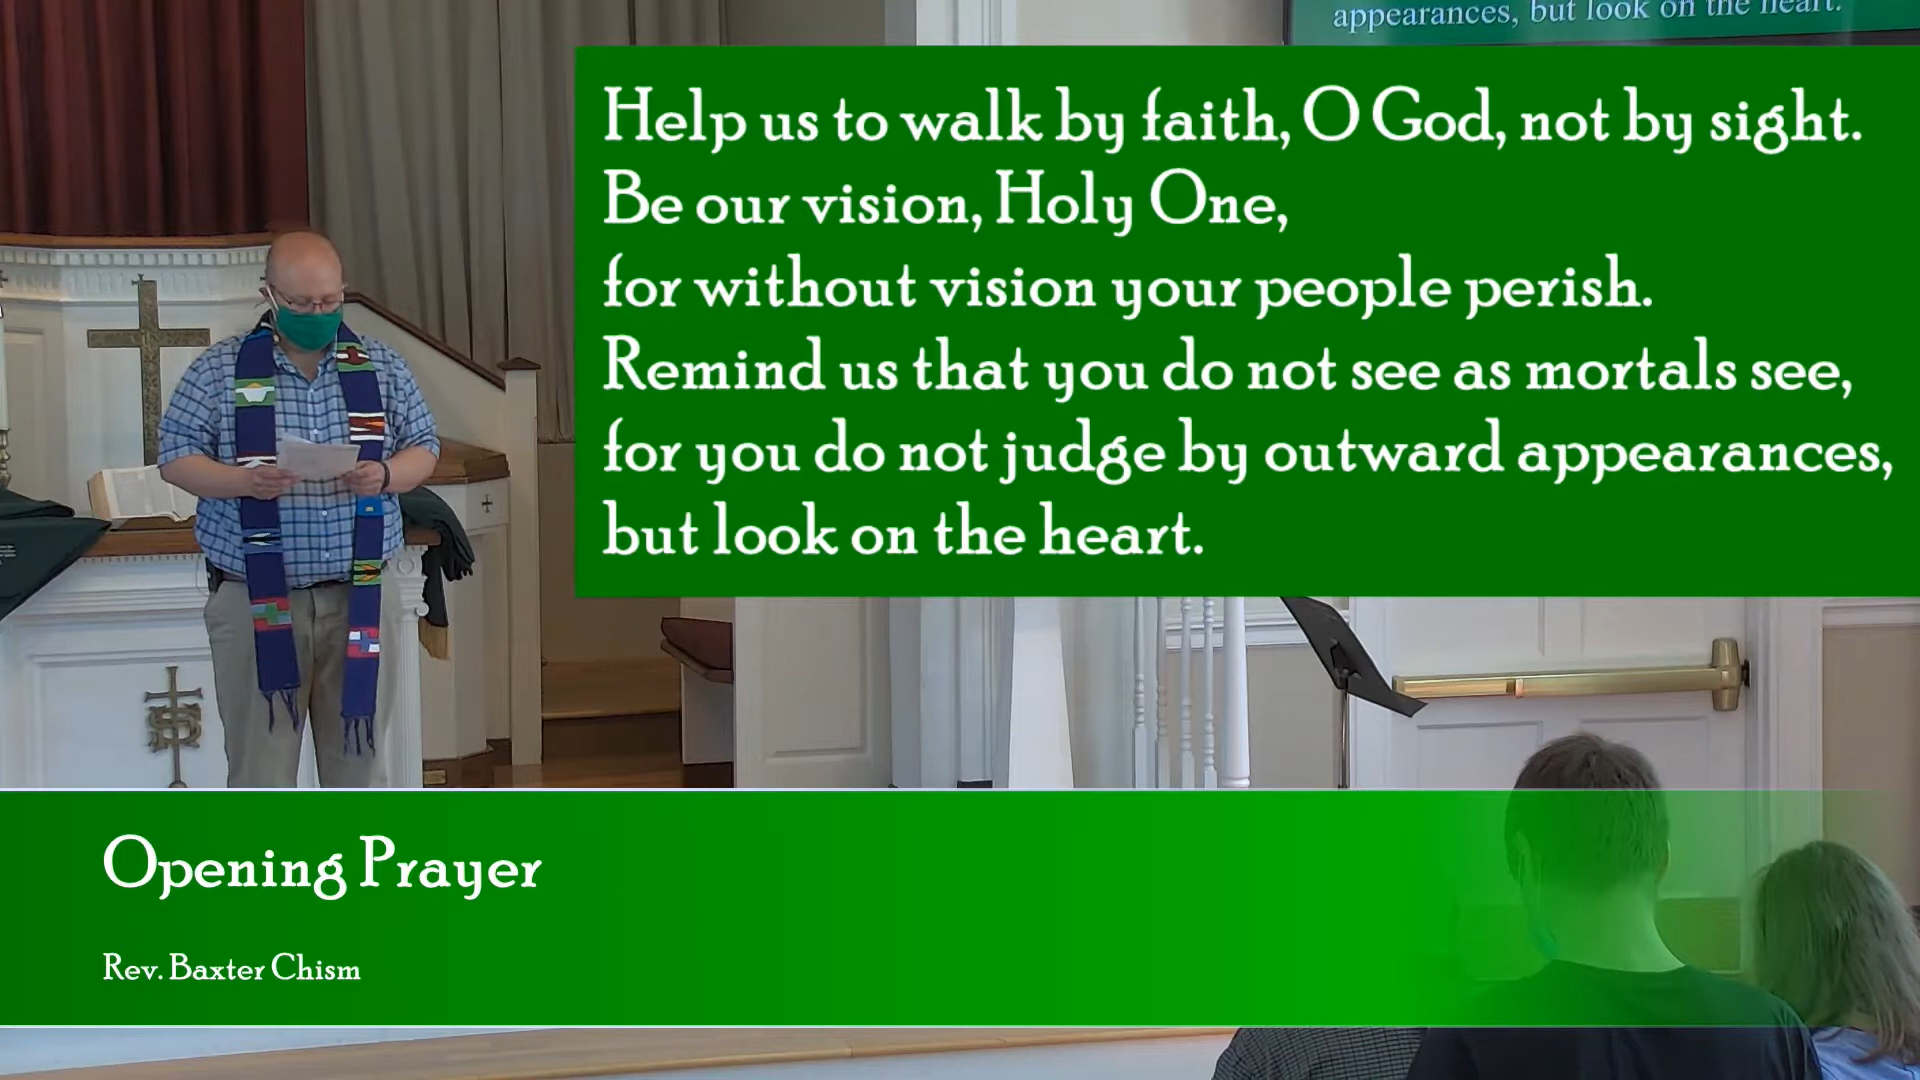 appearances, but look on the heart.
Help us to walk by faith, O God, not by sight.
Be our vision, Holy One,
for without vision your people perish.
Remind us that you do not see as mortals see,
for you do not judge by outward appearances,
but look on the heart.
Opening Prayer
Rev. Baxter Chism